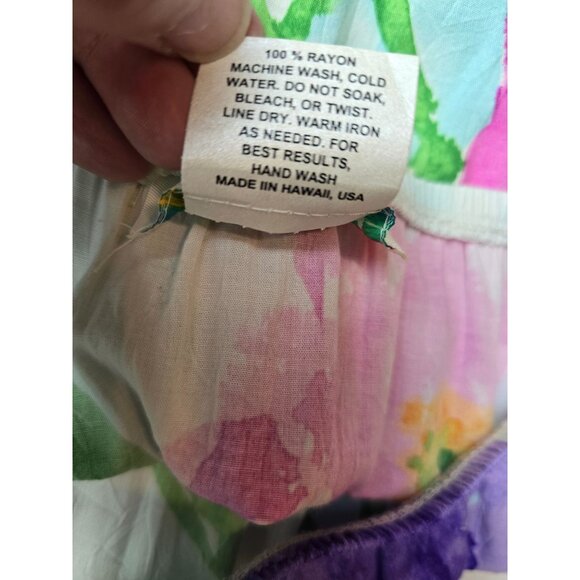 100 % RAYON
MACHINE WASH, COLD
WATER. DO NOT SOAK,
BLEACH, OR TWIST.
LINE DRY. WARM IRON
AS NEEDED. FOR
BEST RESULTS,
HAND WASH
MADE IIN HAWAII, USA